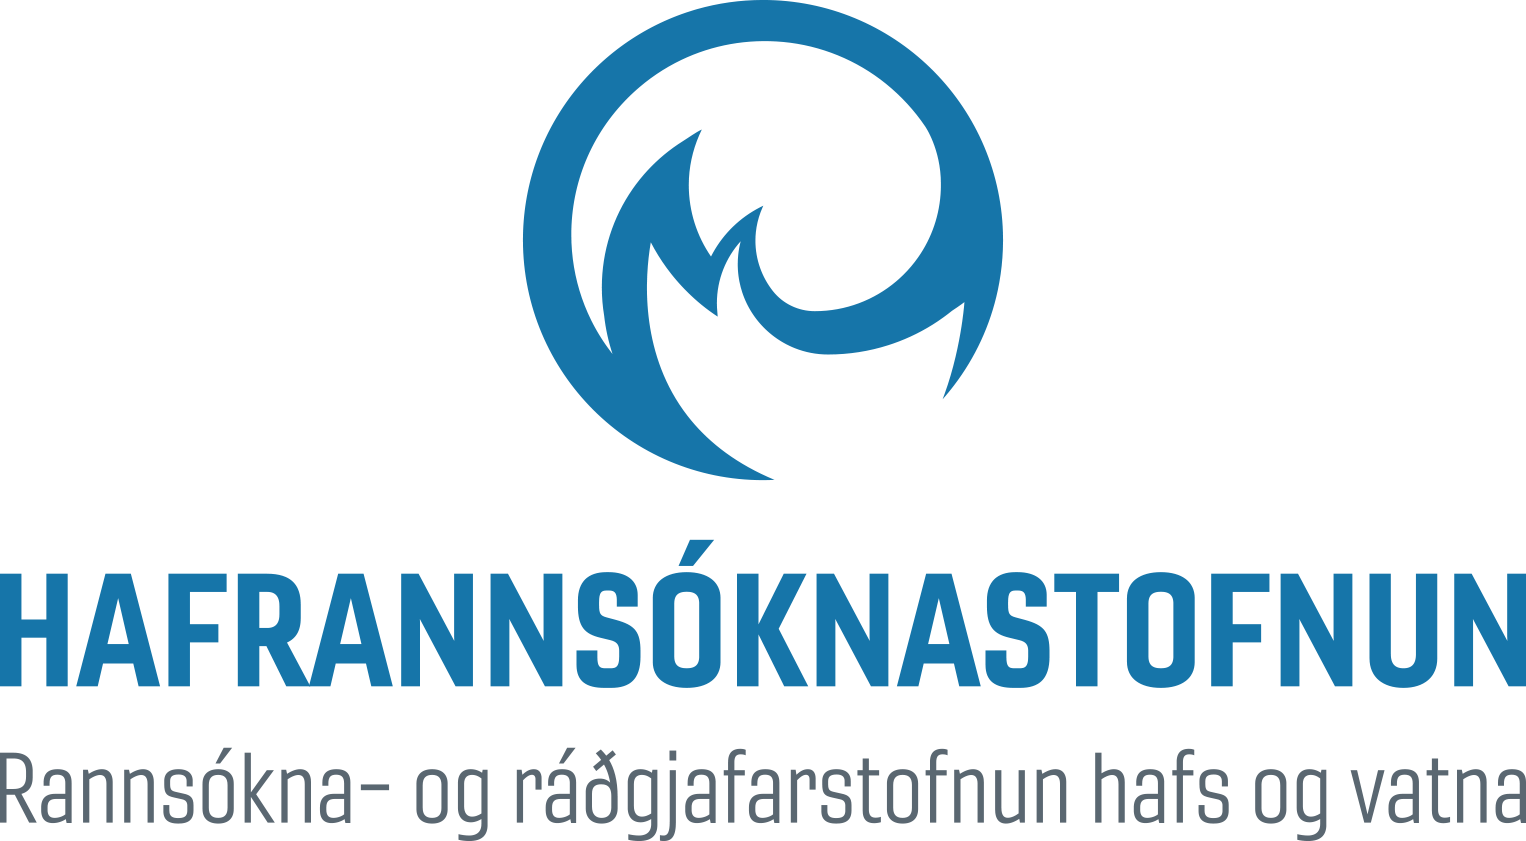 HAFRANNSÓKNASTOFNUN
Rannsókna- og ráðgjafarstofnun hafs og vatna